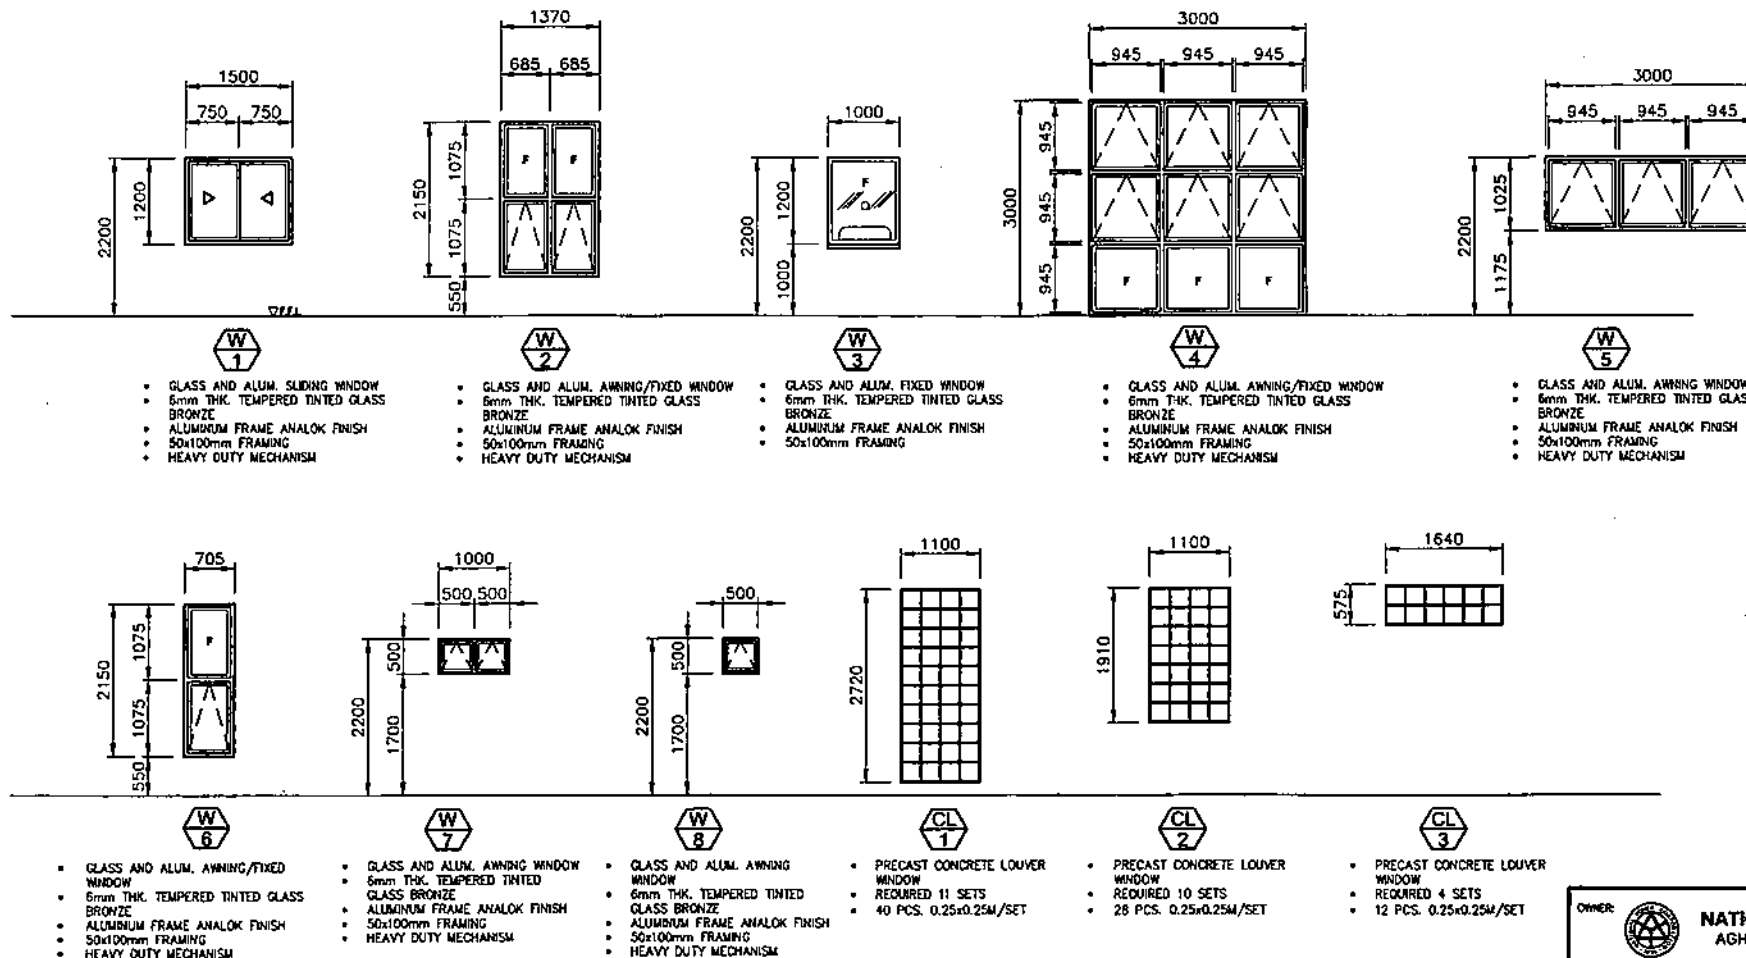 1500
750 750
1200
2200
1370
685 685
1075
1075
2150
550
F F
1000
F
1200
1000
2200
3000
945 945 945
945
945
945
3000
F F F
3000
945 945 945
1025
1175
2200
W
1
• GLASS AND ALUM. SLIDING WINDOW
• 6mm THK. TEMPERED TINTED GLASS
BRONZE
• ALUMINUM FRAME ANALOK FINISH
• 50x100mm FRAMING
• HEAVY DUTY MECHANISM
W
2
• GLASS AND ALUM. AWNING/FIXED WINDOW
• 6mm THK. TEMPERED TINTED GLASS
BRONZE
• ALUMINUM FRAME ANALOK FINISH
• 50x100mm FRAMING
• HEAVY DUTY MECHANISM
W
3
• GLASS AND ALUM. FIXED WINDOW
• 6mm THK. TEMPERED TINTED GLASS
BRONZE
• ALUMINUM FRAME ANALOK FINISH
• 50x100mm FRAMING
W
4
• GLASS AND ALUM. AWNING/FIXED WINDOW
• 6mm THK. TEMPERED TINTED GLASS
BRONZE
• ALUMINUM FRAME ANALOK FINISH
• 50x100mm FRAMING
• HEAVY DUTY MECHANISM
W
5
• GLASS AND ALUM. AWNING WINDOW
• 6mm THK. TEMPERED TINTED GLAS
BRONZE
• ALUMINUM FRAME ANALOK FINISH
• 50x100mm FRAMING
• HEAVY DUTY MECHANISM
705
F
1075
1075
2150
550
1000
500 500
500
1700
2200
500
500
1700
2200
1100
2720
1100
1910
1640
575
W
6
• GLASS AND ALUM. AWNING/FIXED
WINDOW
• 6mm THK. TEMPERED TINTED GLASS
BRONZE
• ALUMINUM FRAME ANALOK FINISH
• 50x100mm FRAMING
• HEAVY DUTY MECHANISM
W
7
• GLASS AND ALUM. AWNING WINDOW
• 6mm THK. TEMPERED TINTED
GLASS BRONZE
• ALUMINUM FRAME ANALOK FINISH
• 50x100mm FRAMING
• HEAVY DUTY MECHANISM
W
8
• GLASS AND ALUM. AWNING
WINDOW
• 6mm THK. TEMPERED TINTED
GLASS BRONZE
• ALUMINUM FRAME ANALOK FINISH
• 50x100mm FRAMING
• HEAVY DUTY MECHANISM
CL
1
• PRECAST CONCRETE LOUVER
WINDOW
• REQUIRED 11 SETS
• 40 PCS. 0.25x0.25M/SET
CL
2
• PRECAST CONCRETE LOUVER
WINDOW
• REQUIRED 10 SETS
• 28 PCS. 0.25x0.25M/SET
CL
3
• PRECAST CONCRETE LOUVER
WINDOW
• REQUIRED 4 SETS
• 12 PCS. 0.25x0.25M/SET
OWNER:
NATI
AGH